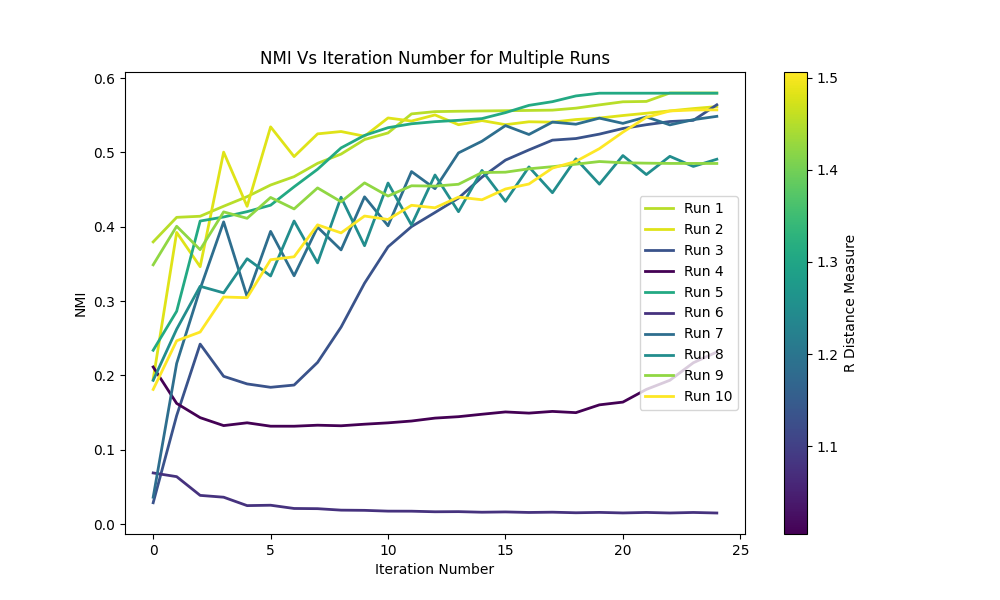 NMI Vs Iteration Number for Multiple Runs
NMI
0.6
0.5
0.4
0.3
0.2
0.1
0.0
0
5
10
15
20
25
Iteration Number
Run 1
Run 2
Run 3
Run 4
Run 5
Run 6
Run 7
Run 8
Run 9
Run 10
1.5
1.4
1.3
1.2
1.1
R Distance Measure